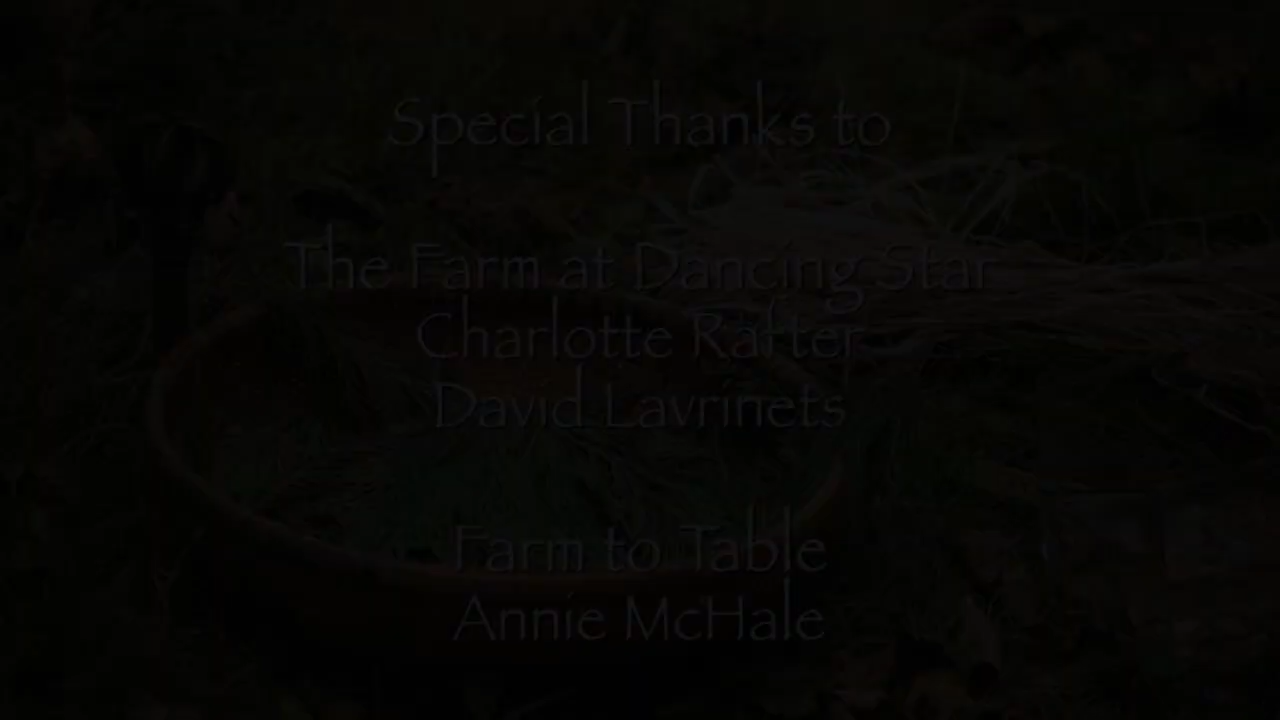 Special Thanks to
The Farm at Dancing Star
Charlotte Rafter
David Lavrinets
Farm to Table
Annie McHale